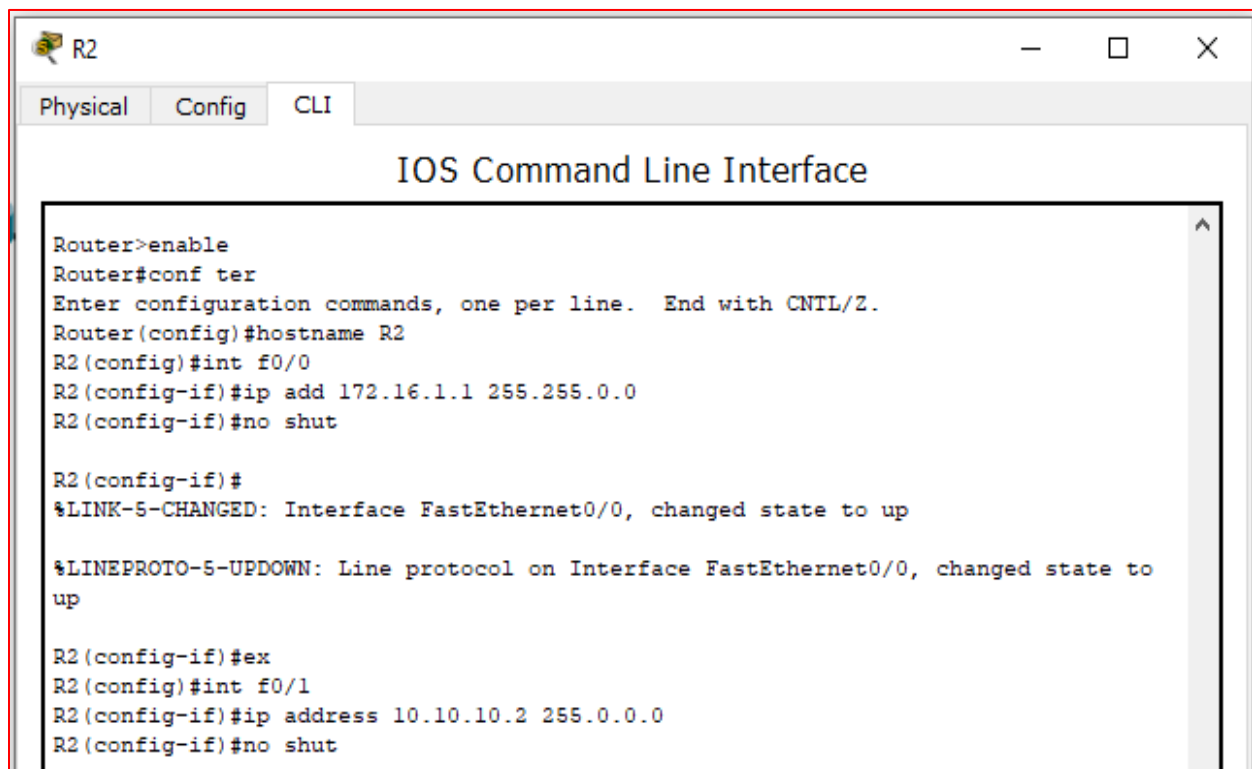 R2
Physical Config CLI
IOS Command Line Interface
Router>enable
Router#conf ter
Enter configuration commands, one per line.  End with CNTL/Z.
Router(config)#hostname R2
R2(config)#int f0/0
R2(config-if)#ip add 172.16.1.1 255.255.0.0
R2(config-if)#no shut
R2(config-if)#
%LINK-5-CHANGED: Interface FastEthernet0/0, changed state to up
%LINEPROTO-5-UPDOWN: Line protocol on Interface FastEthernet0/0, changed state to
up
R2(config-if)#ex
R2(config)#int f0/1
R2(config-if)#ip address 10.10.10.2 255.0.0.0
R2(config-if)#no shut